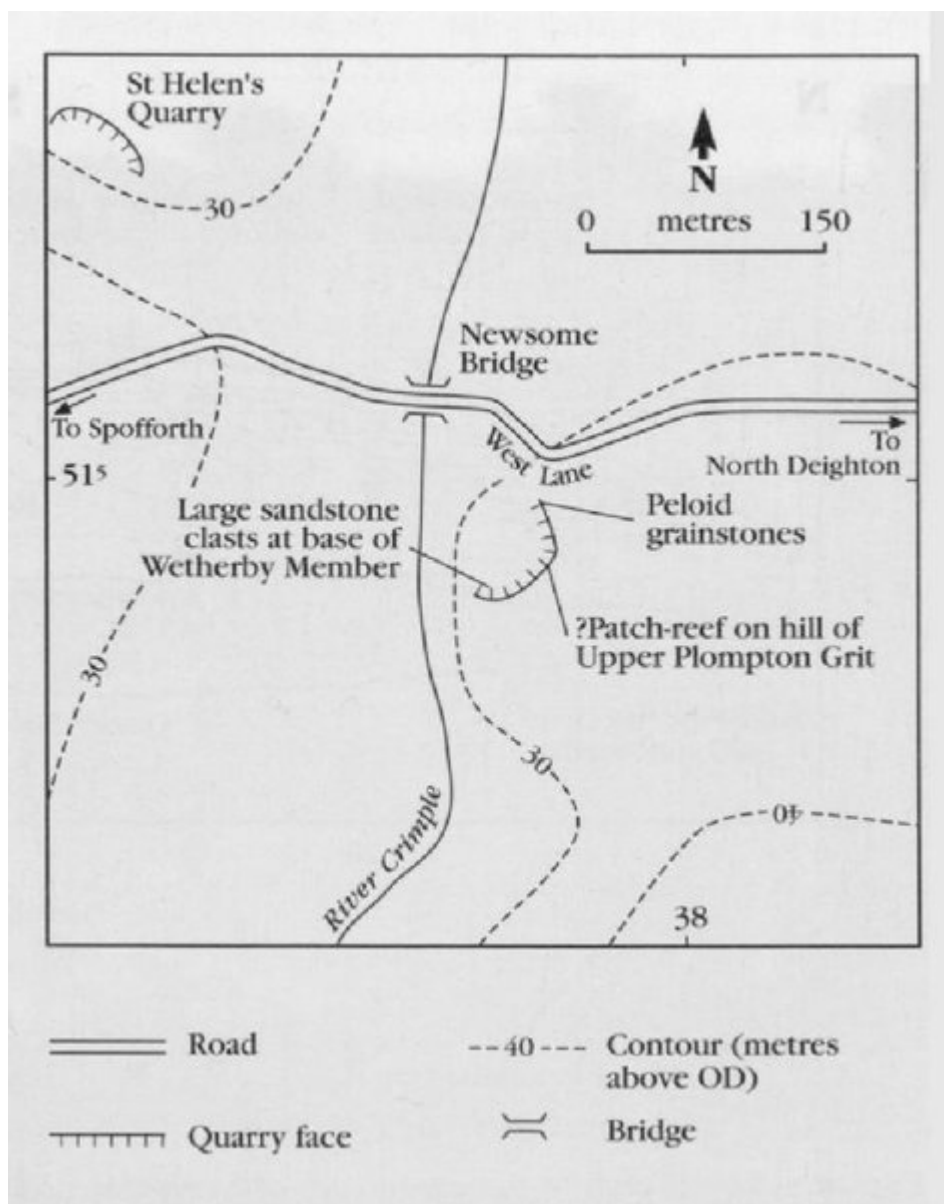 St Helen's
Quarry
30
N
0 metres 150
Newsome
Bridge
To Spofforth
West Lane
To
North Deighton
51⁵
Large sandstone
clasts at base of
Wetherby Member
Peloid
grainstones
?Patch-reef on hill of
Upper Plompton Grit
30
30
40
River Crimple
38
Road
40
Contour (metres
above OD)
Quarry face
Bridge